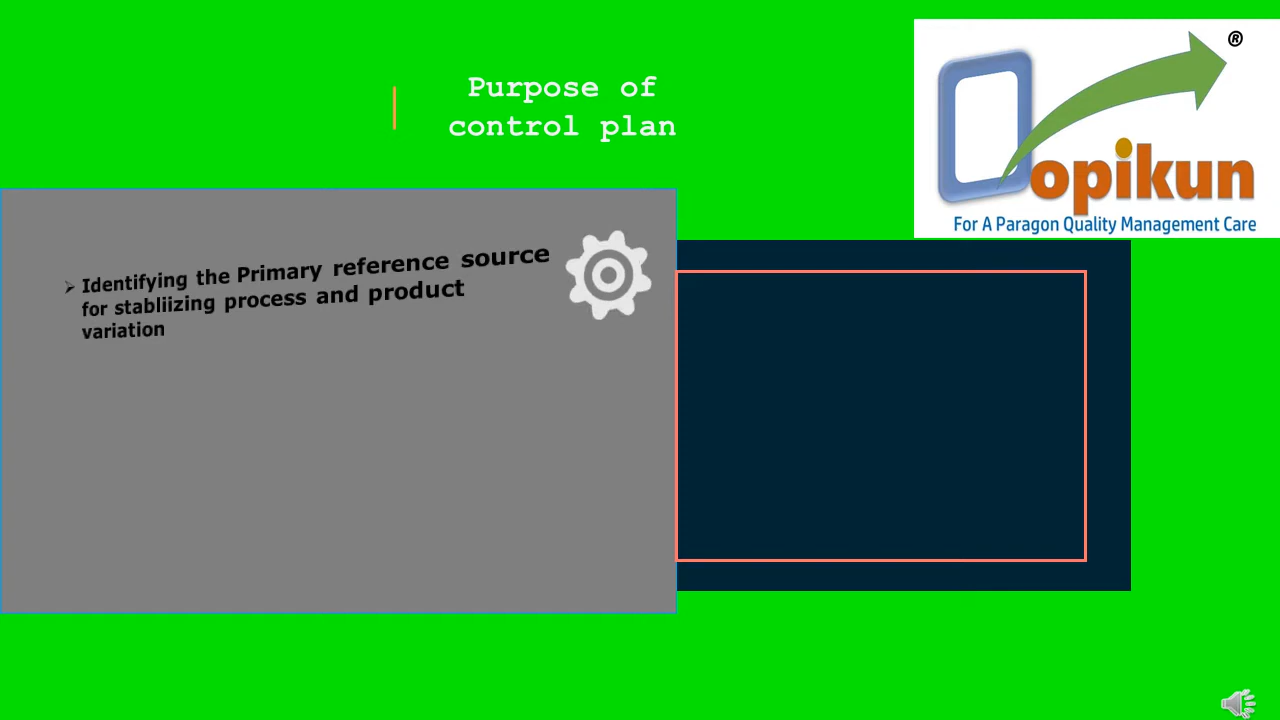 Purpose of
control plan
®
opikun
For A Paragon Quality Management Care
➢ Identifying the Primary reference source
for stabliizing process and product
variation